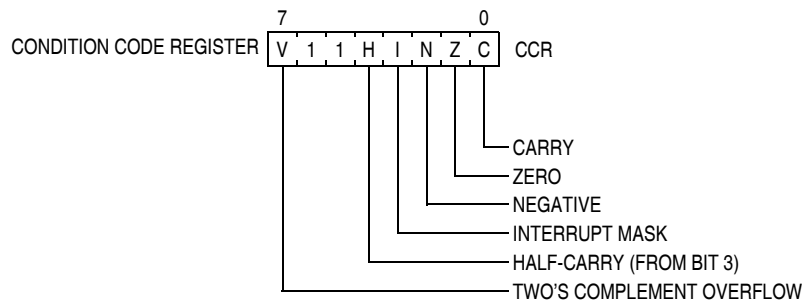 7 0
CONDITION CODE REGISTER V 1 1 H I N Z C CCR
CARRY
ZERO
NEGATIVE
INTERRUPT MASK
HALF-CARRY (FROM BIT 3)
TWO'S COMPLEMENT OVERFLOW